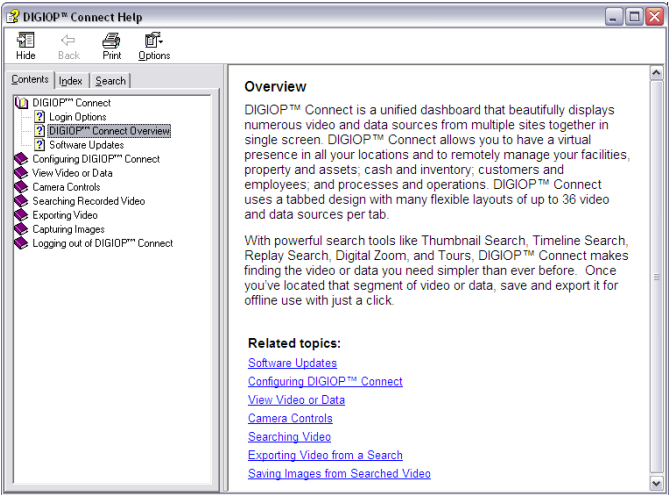 DIGIOP™ Connect Help
Hide Back Print Options
Contents Index Search
DIGIOP™ Connect
Login Options
DIGIOP™ Connect Overview
Software Updates
Configuring DIGIOP™ Connect
View Video or Data
Camera Controls
Searching Recorded Video
Exporting Video
Capturing Images
Logging out of DIGIOP™ Connect
Overview
DIGIOP™ Connect is a unified dashboard that beautifully displays
numerous video and data sources from multiple sites together in
single screen. DIGIOP™ Connect allows you to have a virtual
presence in all your locations and to remotely manage your facilities,
property and assets; cash and inventory; customers and
employees; and processes and operations. DIGIOP™ Connect
uses a tabbed design with many flexible layouts of up to 36 video
and data sources per tab.
With powerful search tools like Thumbnail Search, Timeline Search,
Replay Search, Digital Zoom, and Tours, DIGIOP™ Connect makes
finding the video or data you need simpler than ever before. Once
you've located that segment of video or data, save and export it for
offline use with just a click.
Related topics:
Software Updates
Configuring DIGIOP™ Connect
View Video or Data
Camera Controls
Searching Video
Exporting Video from a Search
Saving Images from Searched Video